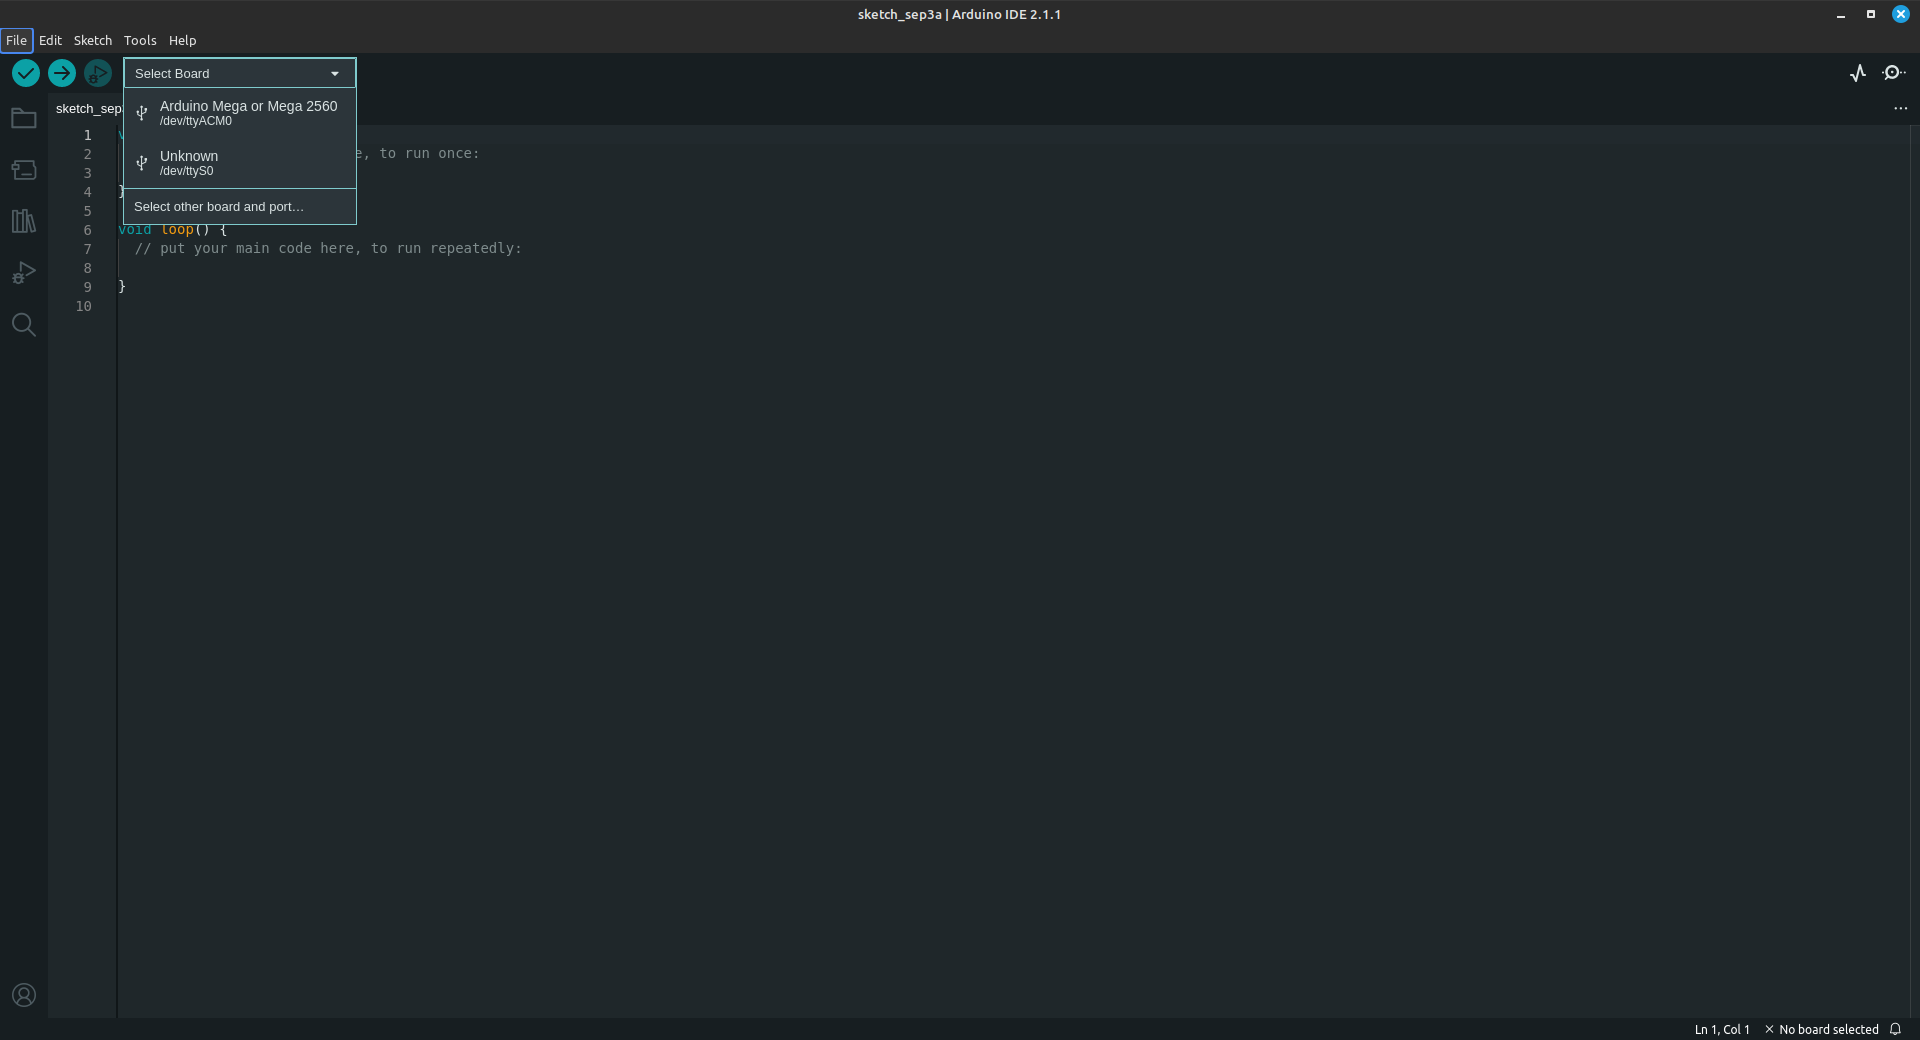 sketch_sep3a | Arduino IDE 2.1.1
File Edit Sketch Tools Help
Select Board
Arduino Mega or Mega 2560
/dev/ttyACM0
Unknown
/dev/ttyS0
Select other board and port…
sketch_sep
1
2 , to run once:
3
4 }
5
6 void loop() {
7 // put your main code here, to run repeatedly:
8
9 }
10
Ln 1, Col 1 × No board selected